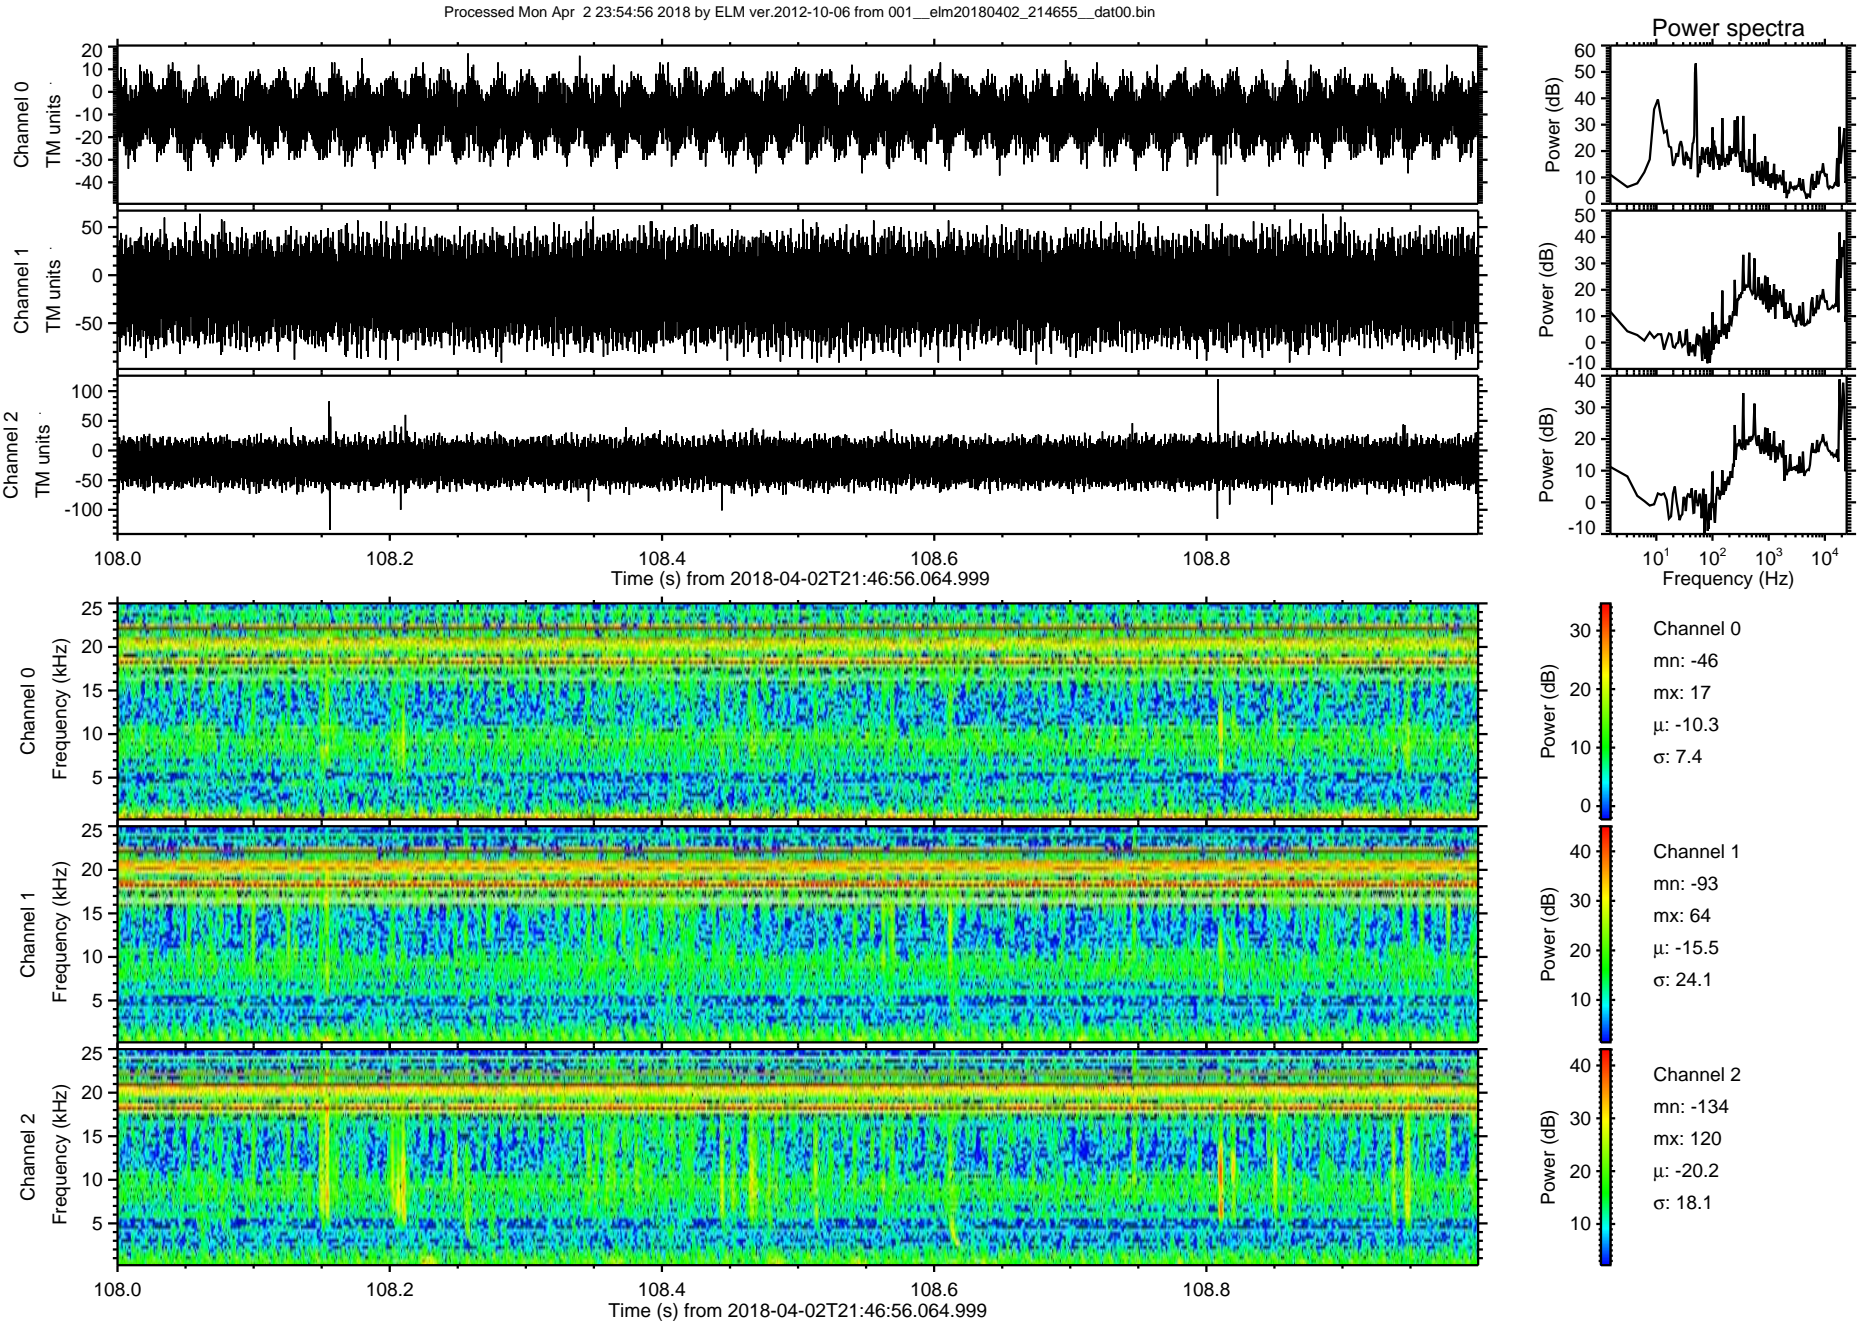 Processed Mon Apr  2 23:54:56 2018 by ELM ver.2012-10-06 from 001__elm20180402_214655__dat00.bin
Power spectra
Channel 0
TM units
20
10
0
-10
-20
-30
-40
Power (dB)
60
50
40
30
20
10
0
Channel 1
TM units
50
0
-50
Power (dB)
50
40
30
20
10
0
-10
Channel 2
TM units
100
50
0
-50
-100
Power (dB)
40
30
20
10
0
-10
108.0
108.2
108.4
108.6
108.8
Time (s) from 2018-04-02T21:46:56.064.999
10^1
10^2
10^3
10^4
Frequency (Hz)
Channel 0
Frequency (kHz)
25
20
15
10
5
Power (dB)
30
20
10
0
Channel 0
mn: -46
mx: 17
μ: -10.3
σ: 7.4
Channel 1
Frequency (kHz)
25
20
15
10
5
Power (dB)
40
30
20
10
Channel 1
mn: -93
mx: 64
μ: -15.5
σ: 24.1
Channel 2
Frequency (kHz)
25
20
15
10
5
Power (dB)
40
30
20
10
Channel 2
mn: -134
mx: 120
μ: -20.2
σ: 18.1
108.0
108.2
108.4
108.6
108.8
Time (s) from 2018-04-02T21:46:56.064.999